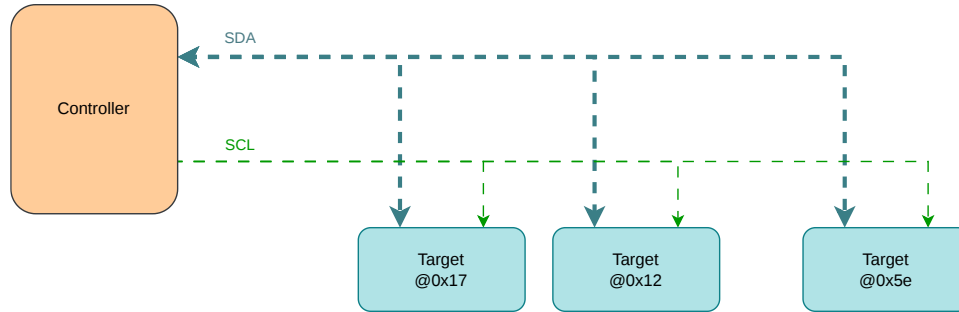 SDA
Controller
SCL
Target
@0x17
Target
@0x12
Target
@0x5e